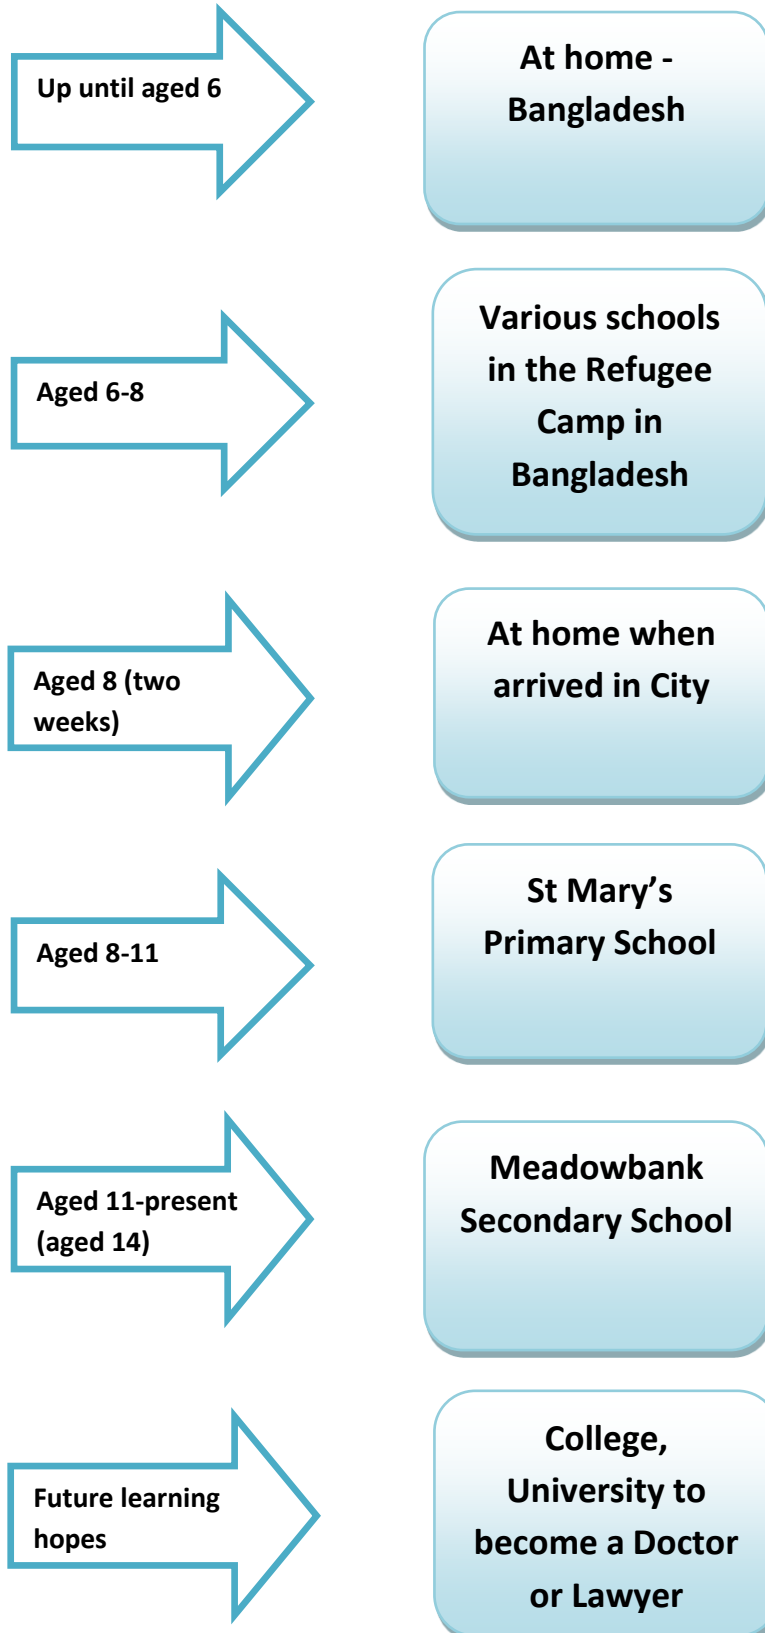 Up until aged 6
At home -
Bangladesh
Aged 6-8
Various schools
in the Refugee
Camp in
Bangladesh
Aged 8 (two
weeks)
At home when
arrived in City
Aged 8-11
St Mary’s
Primary School
Aged 11-present
(aged 14)
Meadowbank
Secondary School
Future learning
hopes
College,
University to
become a Doctor
or Lawyer